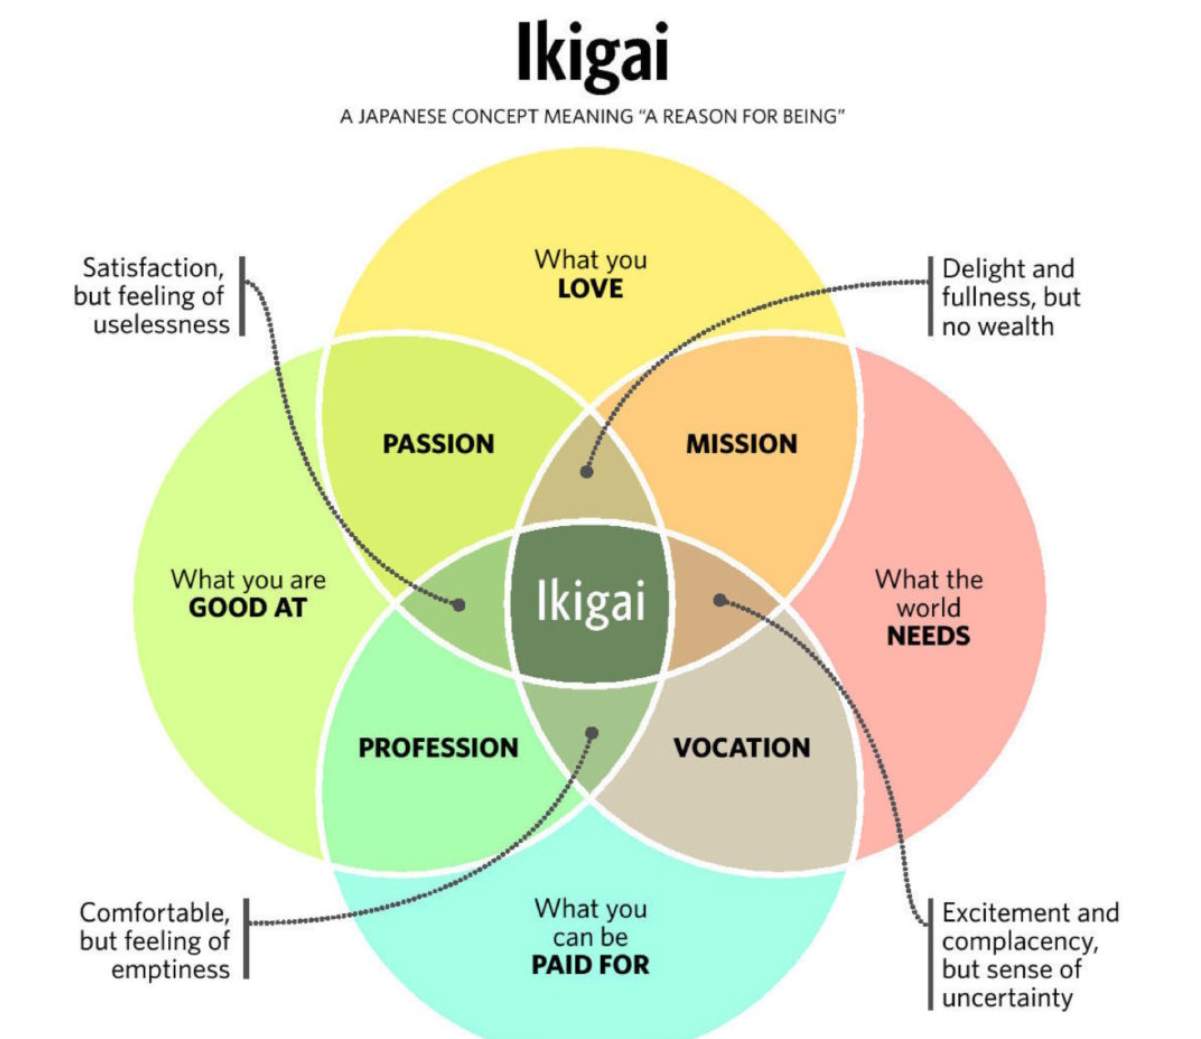 Ikigai
A JAPANESE CONCEPT MEANING “A REASON FOR BEING”
What you
LOVE
Satisfaction,
but feeling of
uselessness
Delight and
fullness, but
no wealth
PASSION
MISSION
What you are
GOOD AT
Ikigai
What the
world
NEEDS
PROFESSION
VOCATION
What you
can be
PAID FOR
Comfortable,
but feeling of
emptiness
Excitement and
complacency,
but sense of
uncertainty